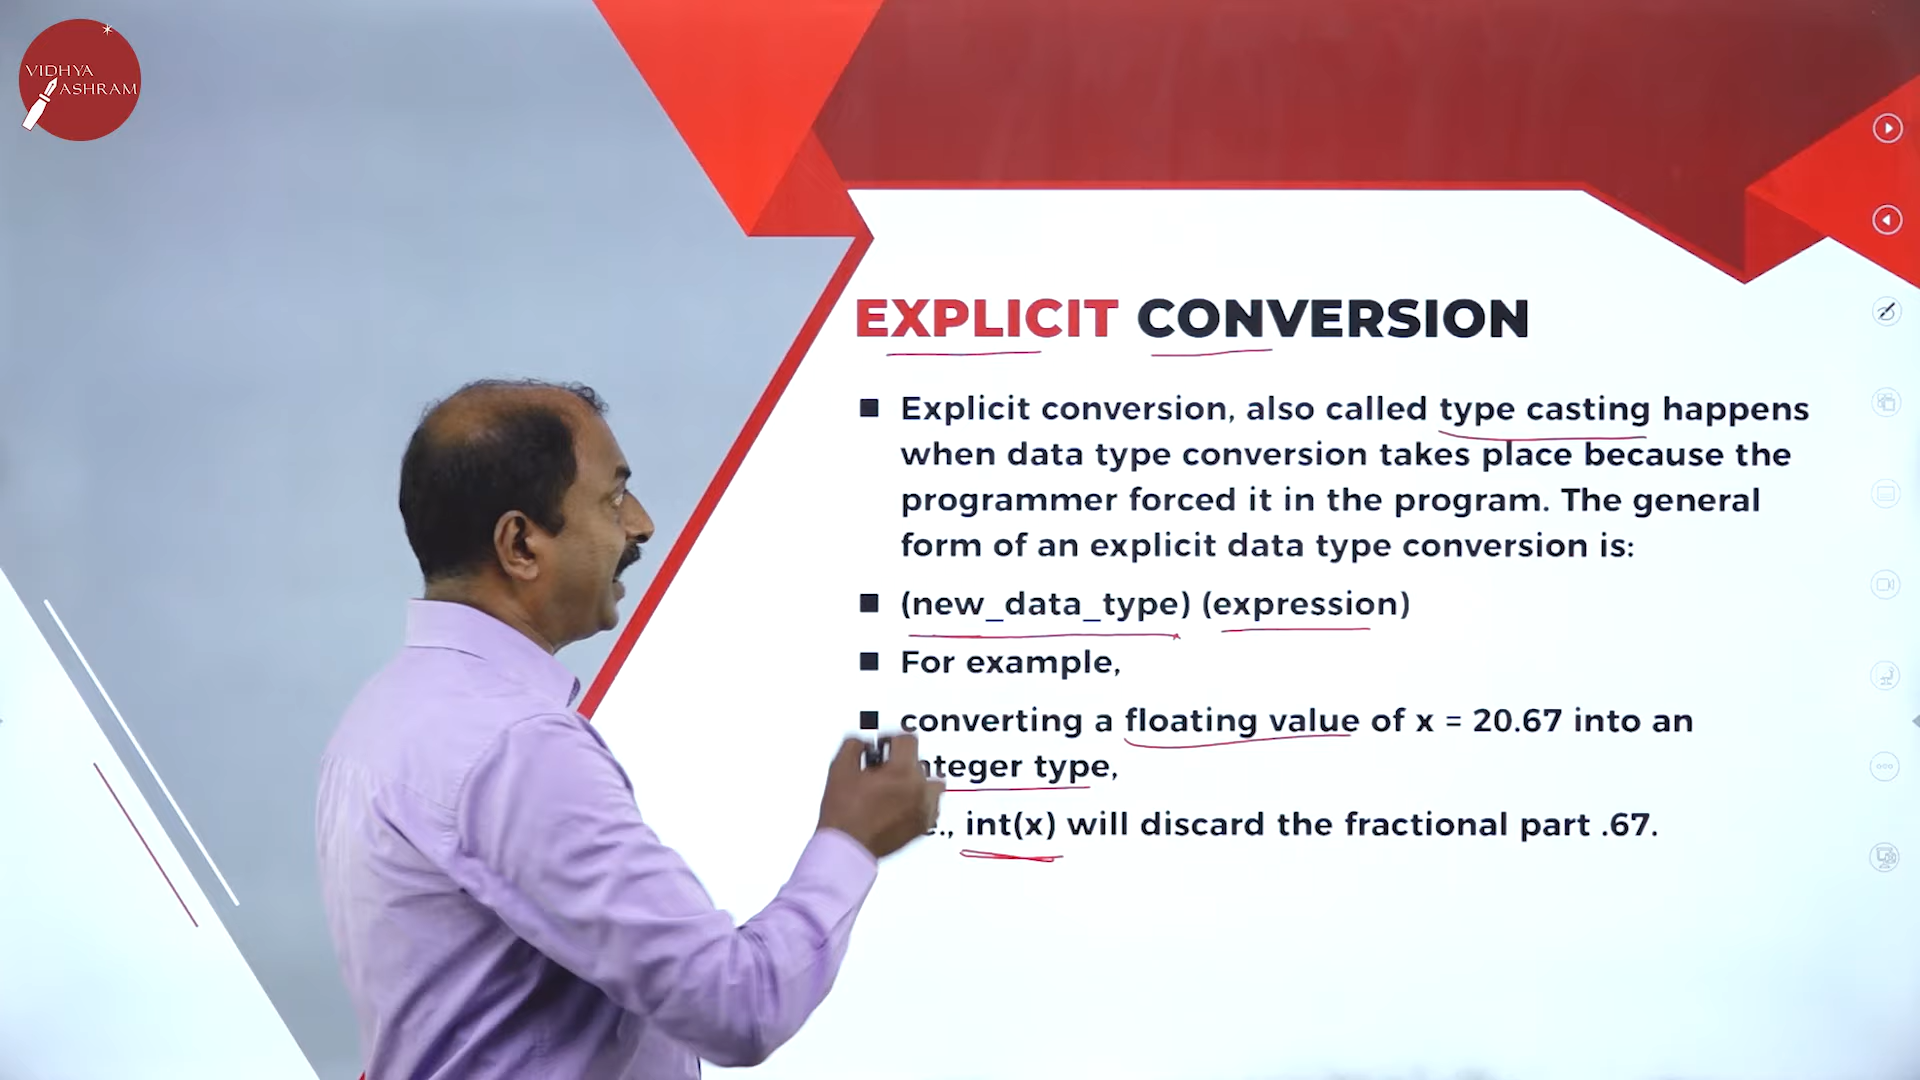 VIDHYA
ASHRAM
EXPLICIT CONVERSION
Explicit conversion, also called type casting happens
when data type conversion takes place because the
programmer forced it in the program. The general
form of an explicit data type conversion is:
(new_data_type) (expression)
For example,
converting a floating value of x = 20.67 into an
nteger type,
e., int(x) will discard the fractional part .67.